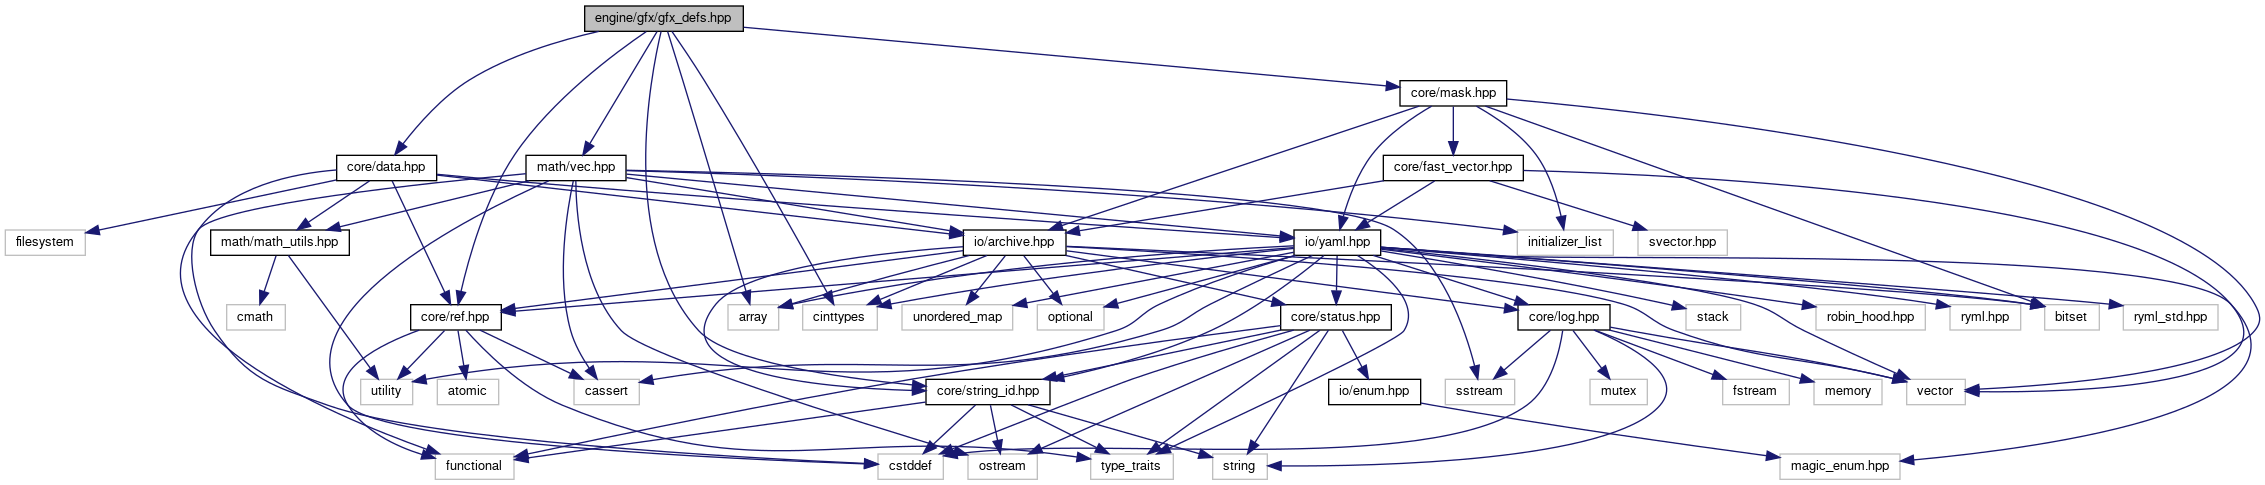 engine/gfx/gfx_defs.hpp
core/mask.hpp
core/data.hpp
math/vec.hpp
core/fast_vector.hpp
filesystem
math/math_utils.hpp
io/archive.hpp
io/yaml.hpp
initializer_list
svector.hpp
cmath
core/ref.hpp
array
cinttypes
unordered_map
optional
core/status.hpp
core/log.hpp
stack
robin_hood.hpp
ryml.hpp
bitset
ryml_std.hpp
utility
atomic
cassert
core/string_id.hpp
io/enum.hpp
sstream
mutex
fstream
memory
vector
functional
cstddef
ostream
type_traits
string
magic_enum.hpp